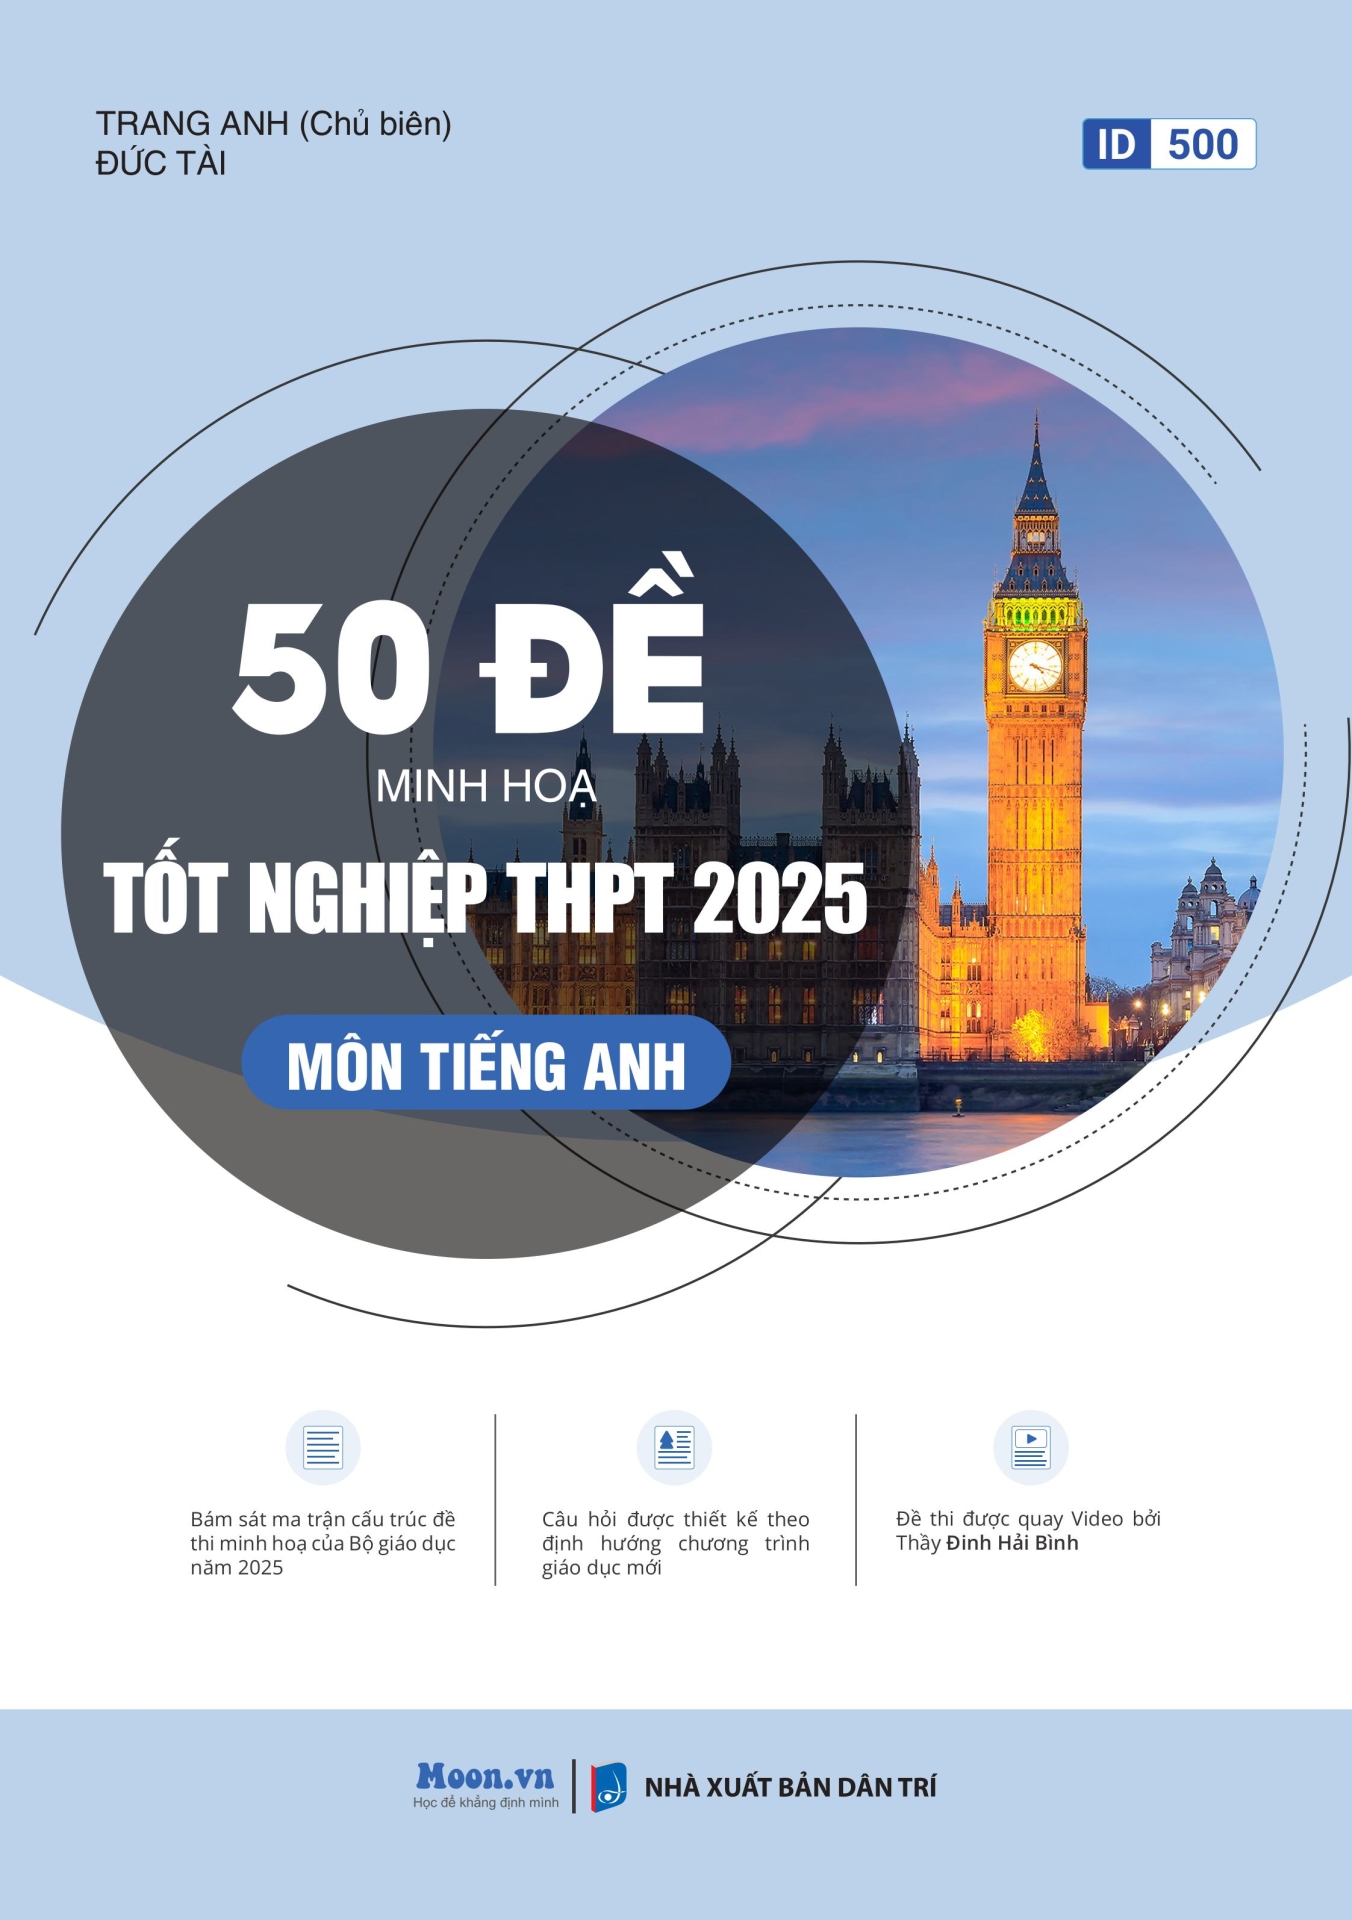 TRANG ANH (Chủ biên)
ĐỨC TÀI
ID 500
50 ĐỀ
MINH HOẠ
TỐT NGHIỆP THPT 2025
MÔN TIẾNG ANH
Bám sát ma trận cấu trúc đề
thi minh hoạ của Bộ giáo dục
năm 2025
Câu hỏi được thiết kế theo
định hướng chương trình
giáo dục mới
Đề thi được quay Video bởi
Thầy Đinh Hải Bình
Moon.vn
Học để khẳng định mình
NHÀ XUẤT BẢN DÂN TRÍ